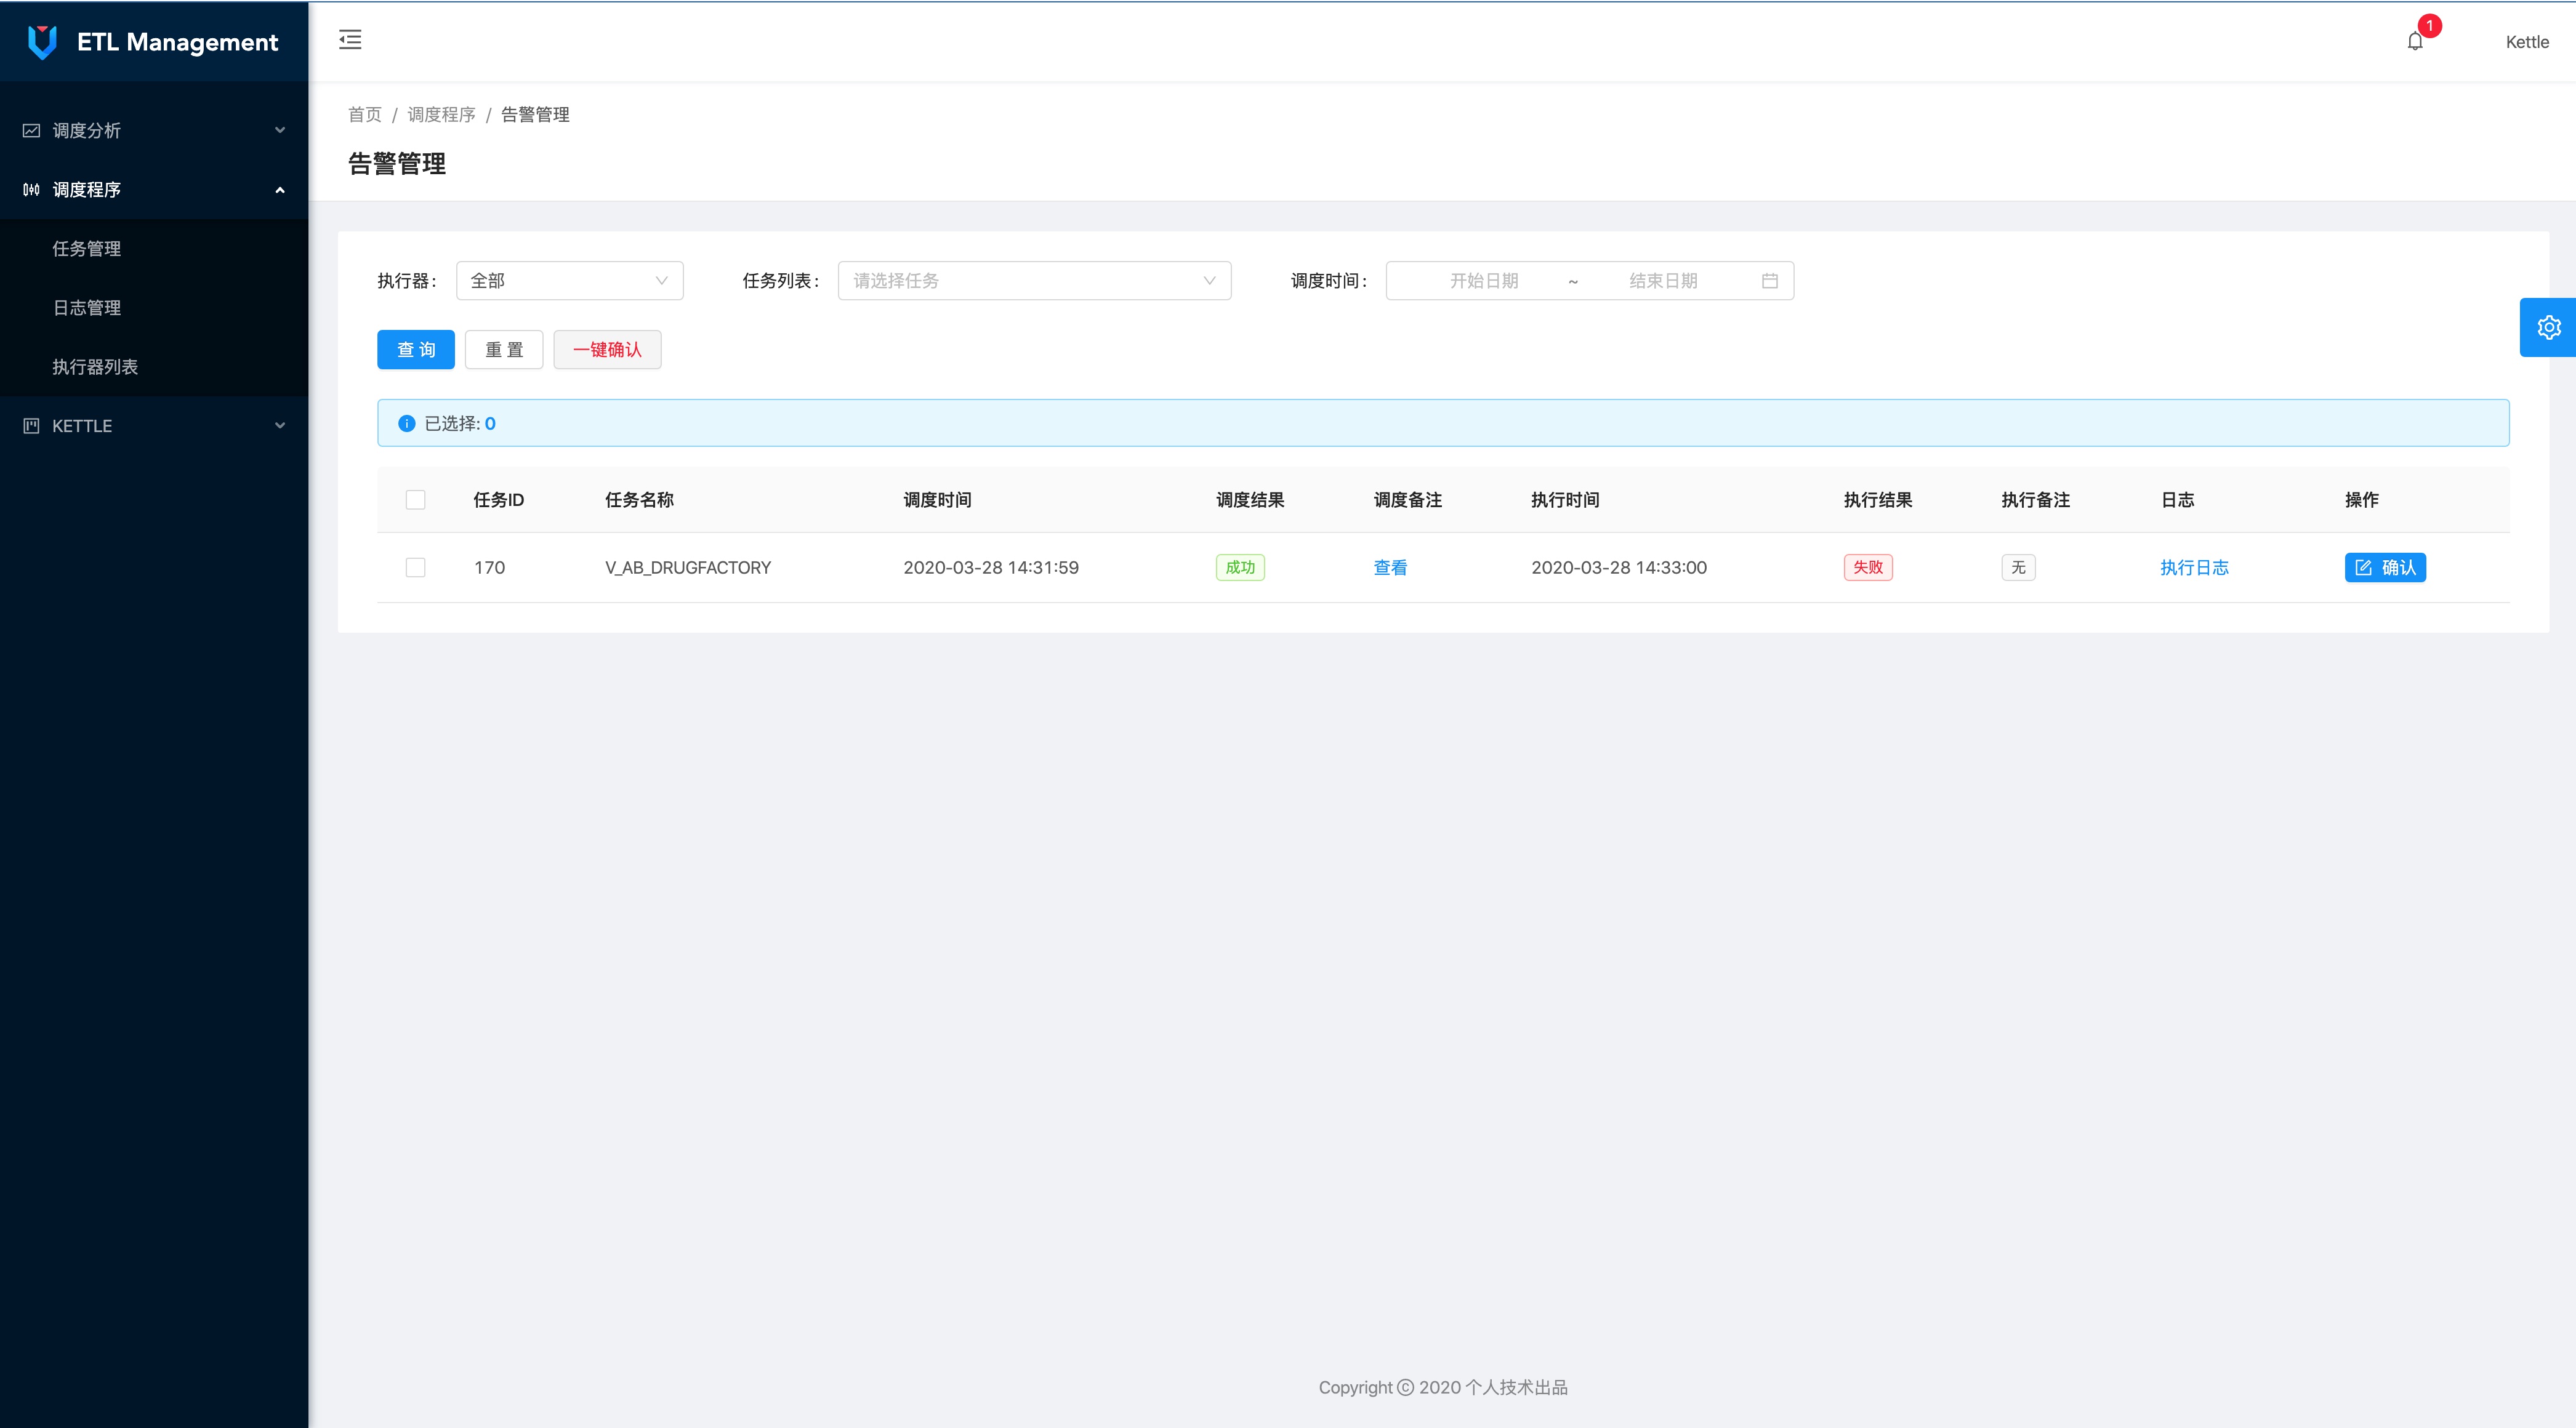 ETL Management
1
Kettle
调度分析
调度程序
任务管理
日志管理
执行器列表
KETTLE
首页 / 调度程序 / 告警管理
告警管理
执行器: 全部 任务列表: 请选择任务 调度时间: 开始日期 ~ 结束日期
查 询 重 置 一键确认
已选择: 0
任务ID 任务名称 调度时间 调度结果 调度备注 执行时间 执行结果 执行备注 日志 操作
170 V_AB_DRUGFACTORY 2020-03-28 14:31:59 成功 查看 2020-03-28 14:33:00 失败 无 执行日志 确认
Copyright © 2020 个人技术出品